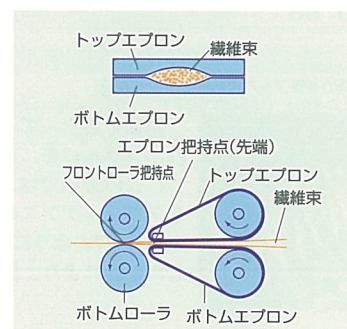 トップエプロン
繊維束
ボトムエプロン
エプロン把持点(先端)
フロントローラ把持点
トップエプロン
繊維束
ボトムローラ
ボトムエプロン